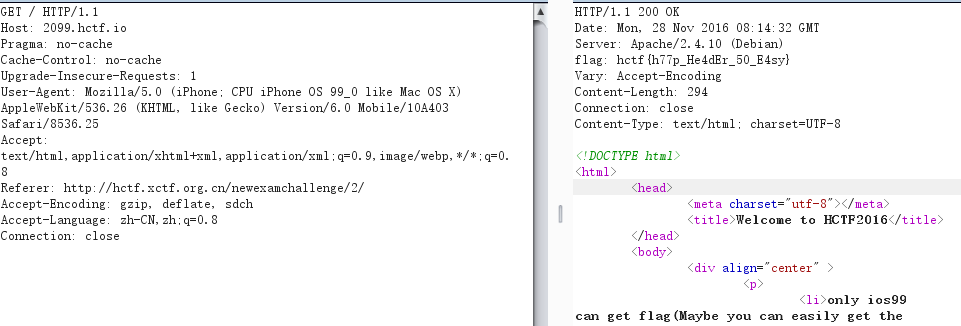 GET / HTTP/1.1
Host: 2099.hctf.io
Pragma: no-cache
Cache-Control: no-cache
Upgrade-Insecure-Requests: 1
User-Agent: Mozilla/5.0 (iPhone; CPU iPhone OS 99_0 like Mac OS X)
AppleWebKit/536.26 (KHTML, like Gecko) Version/6.0 Mobile/10A403
Safari/8536.25
Accept:
text/html,application/xhtml+xml,application/xml;q=0.9,image/webp,*/*;q=0.
8
Referer: http://hctf.xctf.org.cn/newexamchallenge/2/
Accept-Encoding: gzip, deflate, sdch
Accept-Language: zh-CN,zh;q=0.8
Connection: close
HTTP/1.1 200 OK
Date: Mon, 28 Nov 2016 08:14:32 GMT
Server: Apache/2.4.10 (Debian)
flag: hctf{h77p_He4dEr_50_E4sy}
Vary: Accept-Encoding
Content-Length: 294
Connection: close
Content-Type: text/html; charset=UTF-8
<!DOCTYPE html>
<html>
<head>
<meta charset="utf-8"></meta>
<title>Welcome to HCTF2016</title>
</head>
<body>
<div align="center" >
<p>
<li>only ios99
can get flag(Maybe you can easily get the